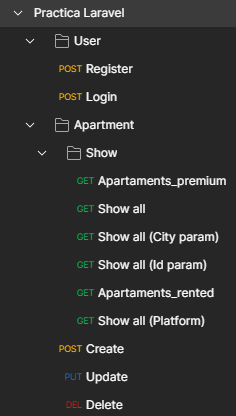 Practica Laravel
User
POST Register
POST Login
Apartment
Show
GET Apartaments_premium
GET Show all
GET Show all (City param)
GET Show all (Id param)
GET Apartaments_rented
GET Show all (Platform)
POST Create
PUT Update
DEL Delete